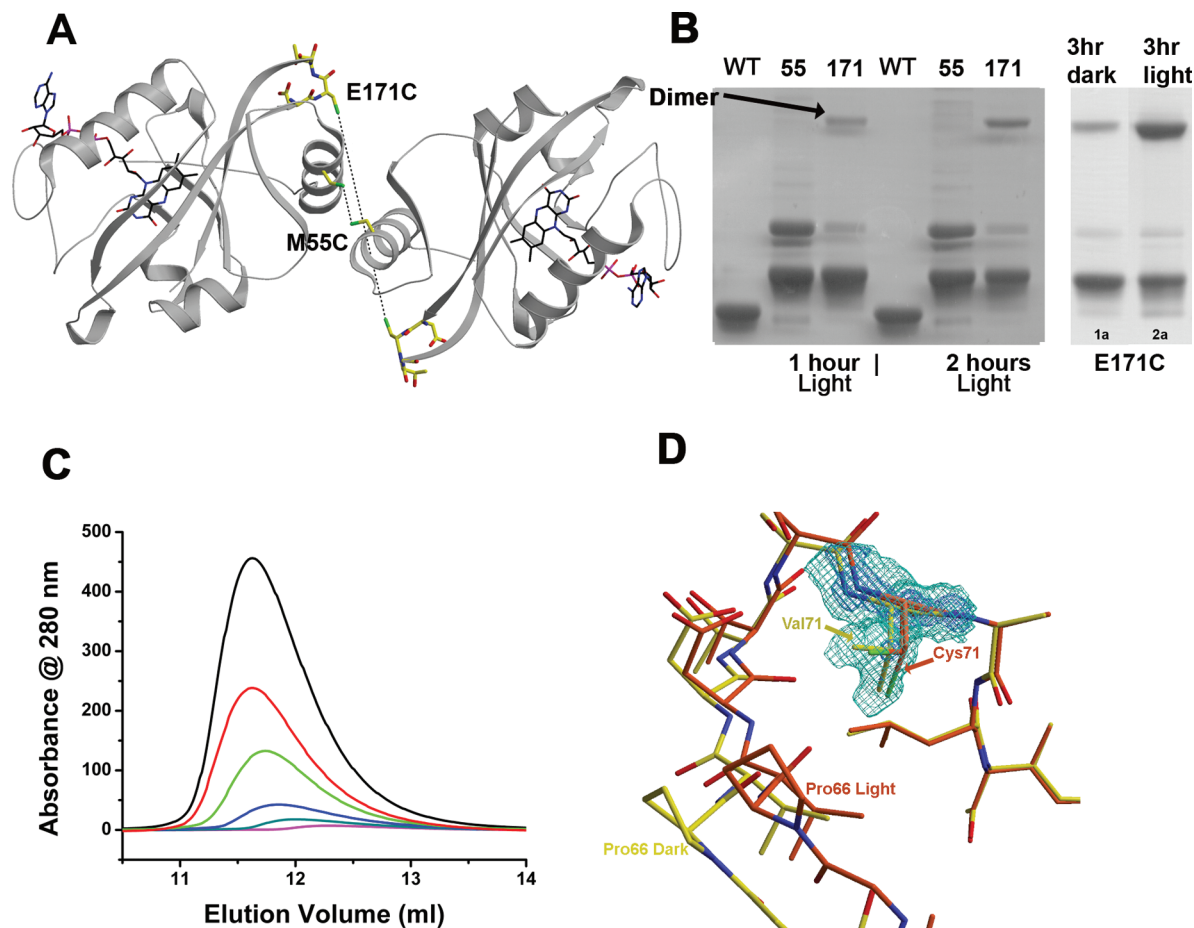 A
E171C
M55C
B
WT 55 171 WT 55 171
Dimer
1 hour | 2 hours
Light Light
3hr 3hr
dark light
1a 2a
E171C
C
500
400
300
200
100
0
11 12 13 14
Absorbance @ 280 nm
Elution Volume (ml)
D
Val71
Cys71
Pro66 Light
Pro66 Dark